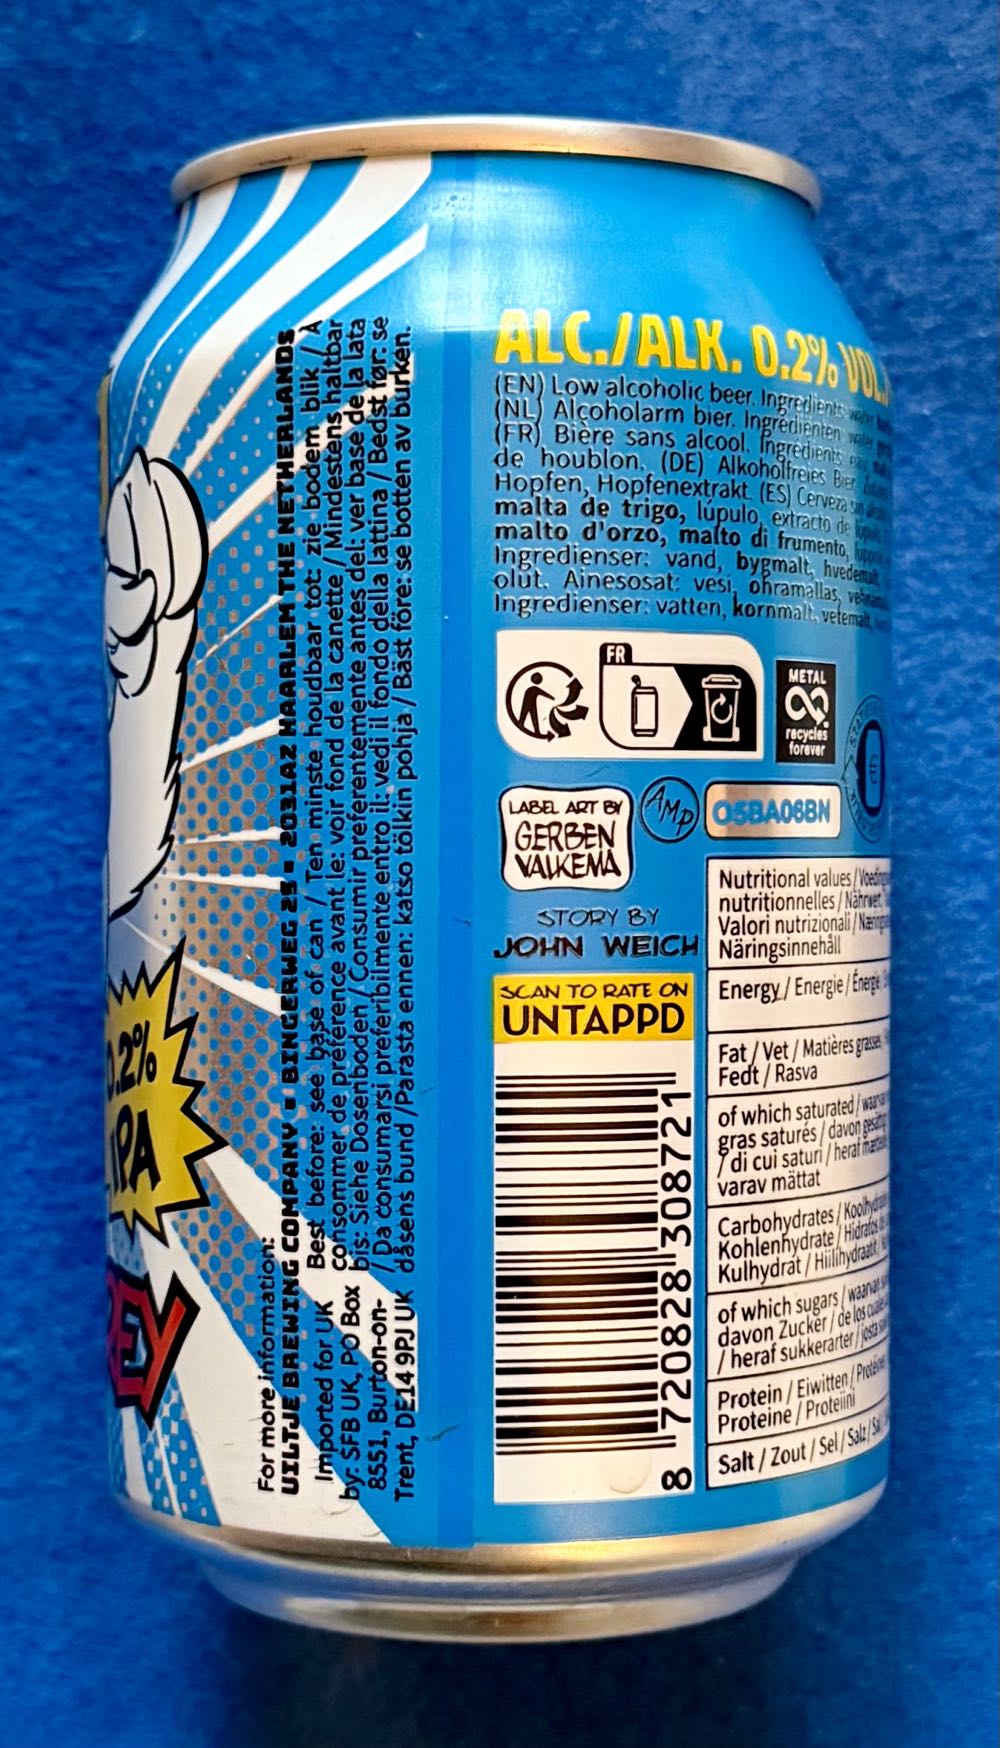 ALC./ALK. 0.2% VOL.
(EN) Low alcoholic beer. Ingredients: water,
(NL) Alcoholarm bier. Ingrediënten: water,
(FR) Bière sans alcool. Ingrédients: eau, malt
de houblon. (DE) Alkoholfreies Bier.
Hopfen, Hopfenextrakt. (ES) Cerveza sin
malta de trigo, lúpulo, extracto de
malto d'orzo, malto di frumento,
Ingredienser: vand, bygmalt, hvedemalt,
olut. Ainesosat: vesi, ohramallas,
Ingredienser: vatten, kornmalt, vetemalt,
FR
METAL
recycles
forever
LABEL ART BY
GERBEN
VALKEMA
AMP
05BA06BN
STORY BY
JOHN WEICH
SCAN TO RATE ON
UNTAPPD
8 720828 308721
Nutritional values /
nutritionnelles / Nährwert
Valori nutrizionali /
Näringsinnehåll
Energy / Energie / Énergie
Fat / Vet / Matières grasses
Fedt / Rasva
of which saturated /
gras saturés / davon
/ di cui saturi / heraf
varav mättat
Carbohydrates /
Kohlenhydrate / Hidratos
Kulhydrat /
of which sugars /
davon Zucker / de los cuales
/ heraf sukkerarter / josta
Protein / Eiwitten /
Proteine / Proteiini
Salt / Zout / Sel / Salz /
For more information:
UILTJE BREWING COMPANY - BINGERWEG 25 - 2031AZ HAARLEM THE NETHERLANDS
Imported for UK
by: SFB UK, PO Box
8551, Burton-on-
Trent, DE14 9PJ UK
Best before: see base of can / Ten minste houdbaar tot: zie bodem blik / À
consommer de préférence avant le: voir fond de la canette / Mindestens haltbar
bis: Siehe Dosenboden / Consumir preferentemente antes del: ver base de la lata
/ Da consumarsi preferibilmente entro il: vedi il fondo della lattina / Bedst før: se
dåsens bund /Parasta ennen: katso tölkin pohja / Bäst före: se botten av burken.
0.2%
IPA